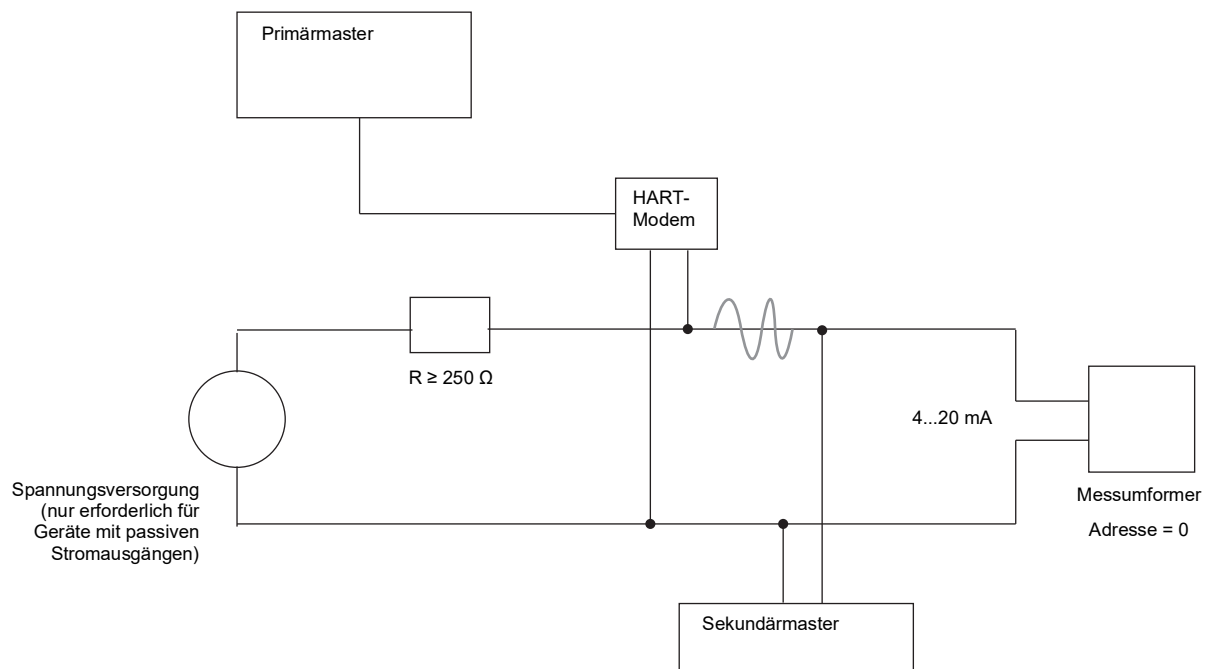 Primärmaster
HART-
Modem
R ≥ 250 Ω
4...20 mA
Spannungsversorgung
(nur erforderlich für
Geräte mit passiven
Stromausgängen)
Messumformer
Adresse = 0
Sekundärmaster